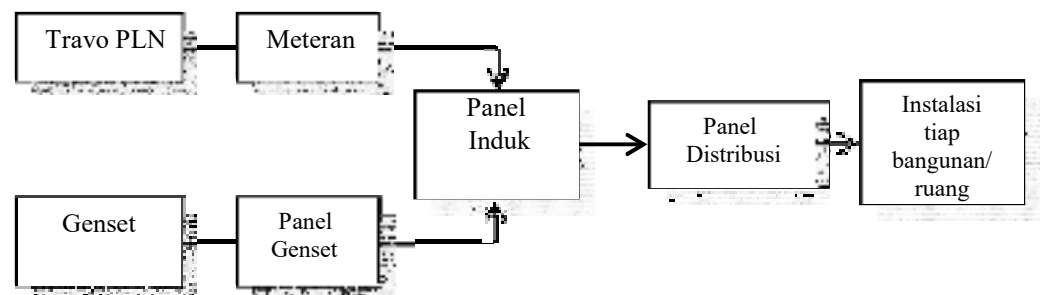 Travo PLN
Meteran
Panel
Induk
Panel
Distribusi
Instalasi
tiap
bangunan/
ruang
Genset
Panel
Genset